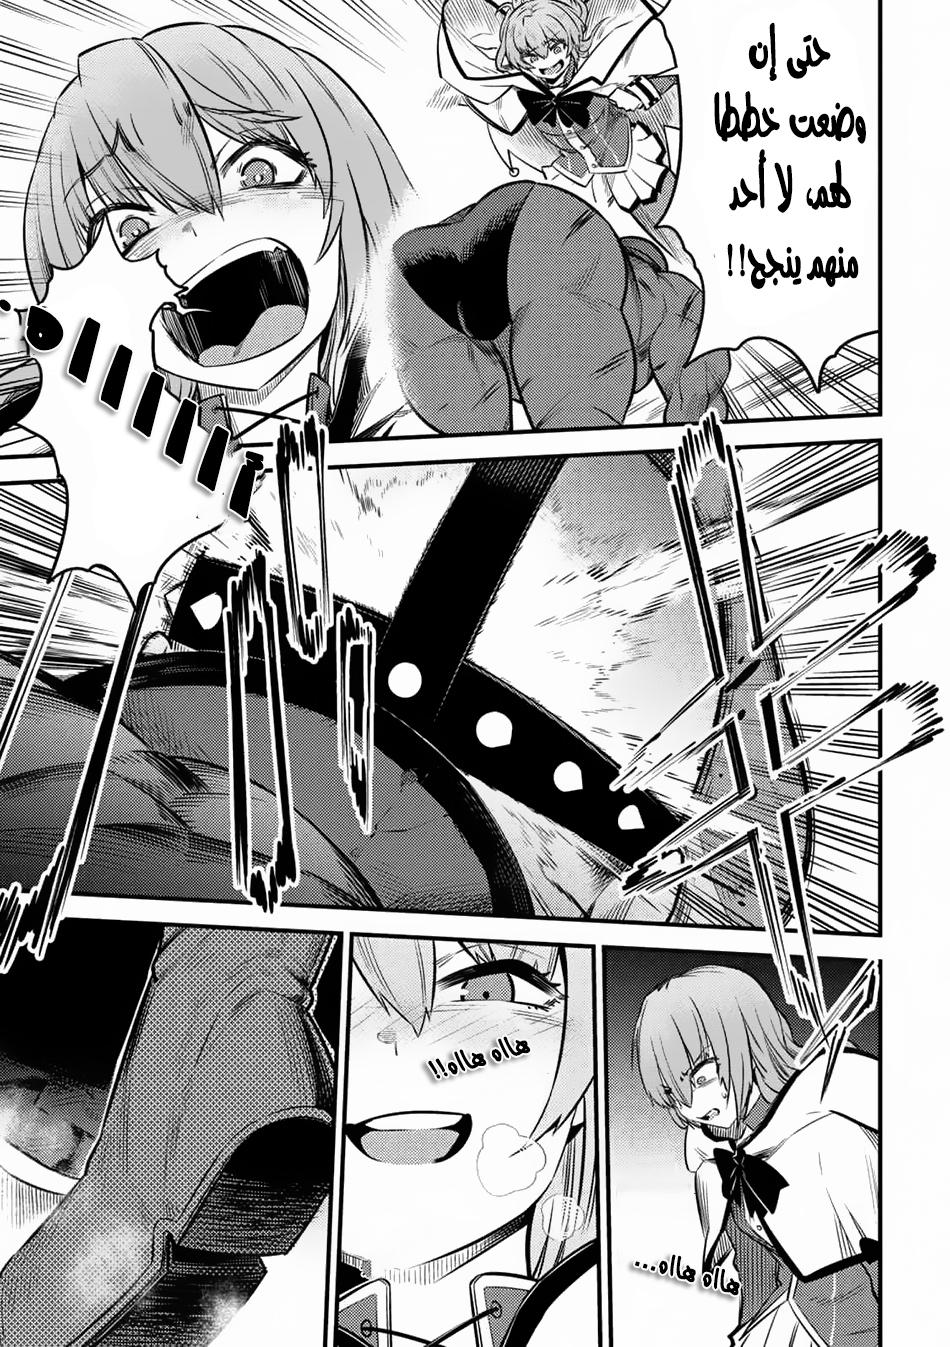 حتى إن
وضعت خططا
لهم، لا أحد
منهم ينجح!!
آاااااه.
هااه هااه...
هااه هااه!!